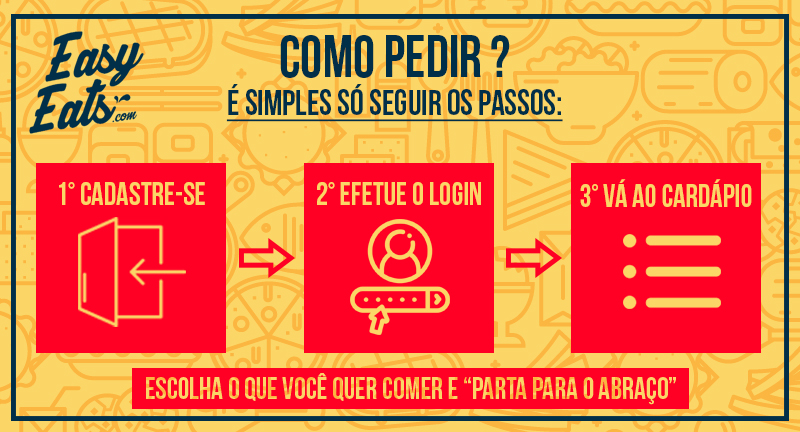 Easy
Eats
.com
COMO PEDIR ?
É SIMPLES SÓ SEGUIR OS PASSOS:
1° CADASTRE-SE
2° EFETUE O LOGIN
3° VÁ AO CARDÁPIO
ESCOLHA O QUE VOCÊ QUER COMER E “PARTA PARA O ABRAÇO”